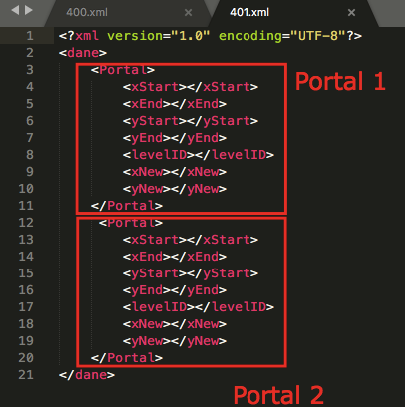 400.xml × 401.xml ×
1 <?xml version="1.0" encoding="UTF-8"?>
2 <dane>
3 <Portal>
Portal 1
4 <xStart></xStart>
5 <xEnd></xEnd>
6 <yStart></yStart>
7 <yEnd></yEnd>
8 <levelID></levelID>
9 <xNew></xNew>
10 <yNew></yNew>
11 </Portal>
12 <Portal>
13 <xStart></xStart>
14 <xEnd></xEnd>
15 <yStart></yStart>
16 <yEnd></yEnd>
17 <levelID></levelID>
18 <xNew></xNew>
19 <yNew></yNew>
20 </Portal>
21 </dane>
Portal 2